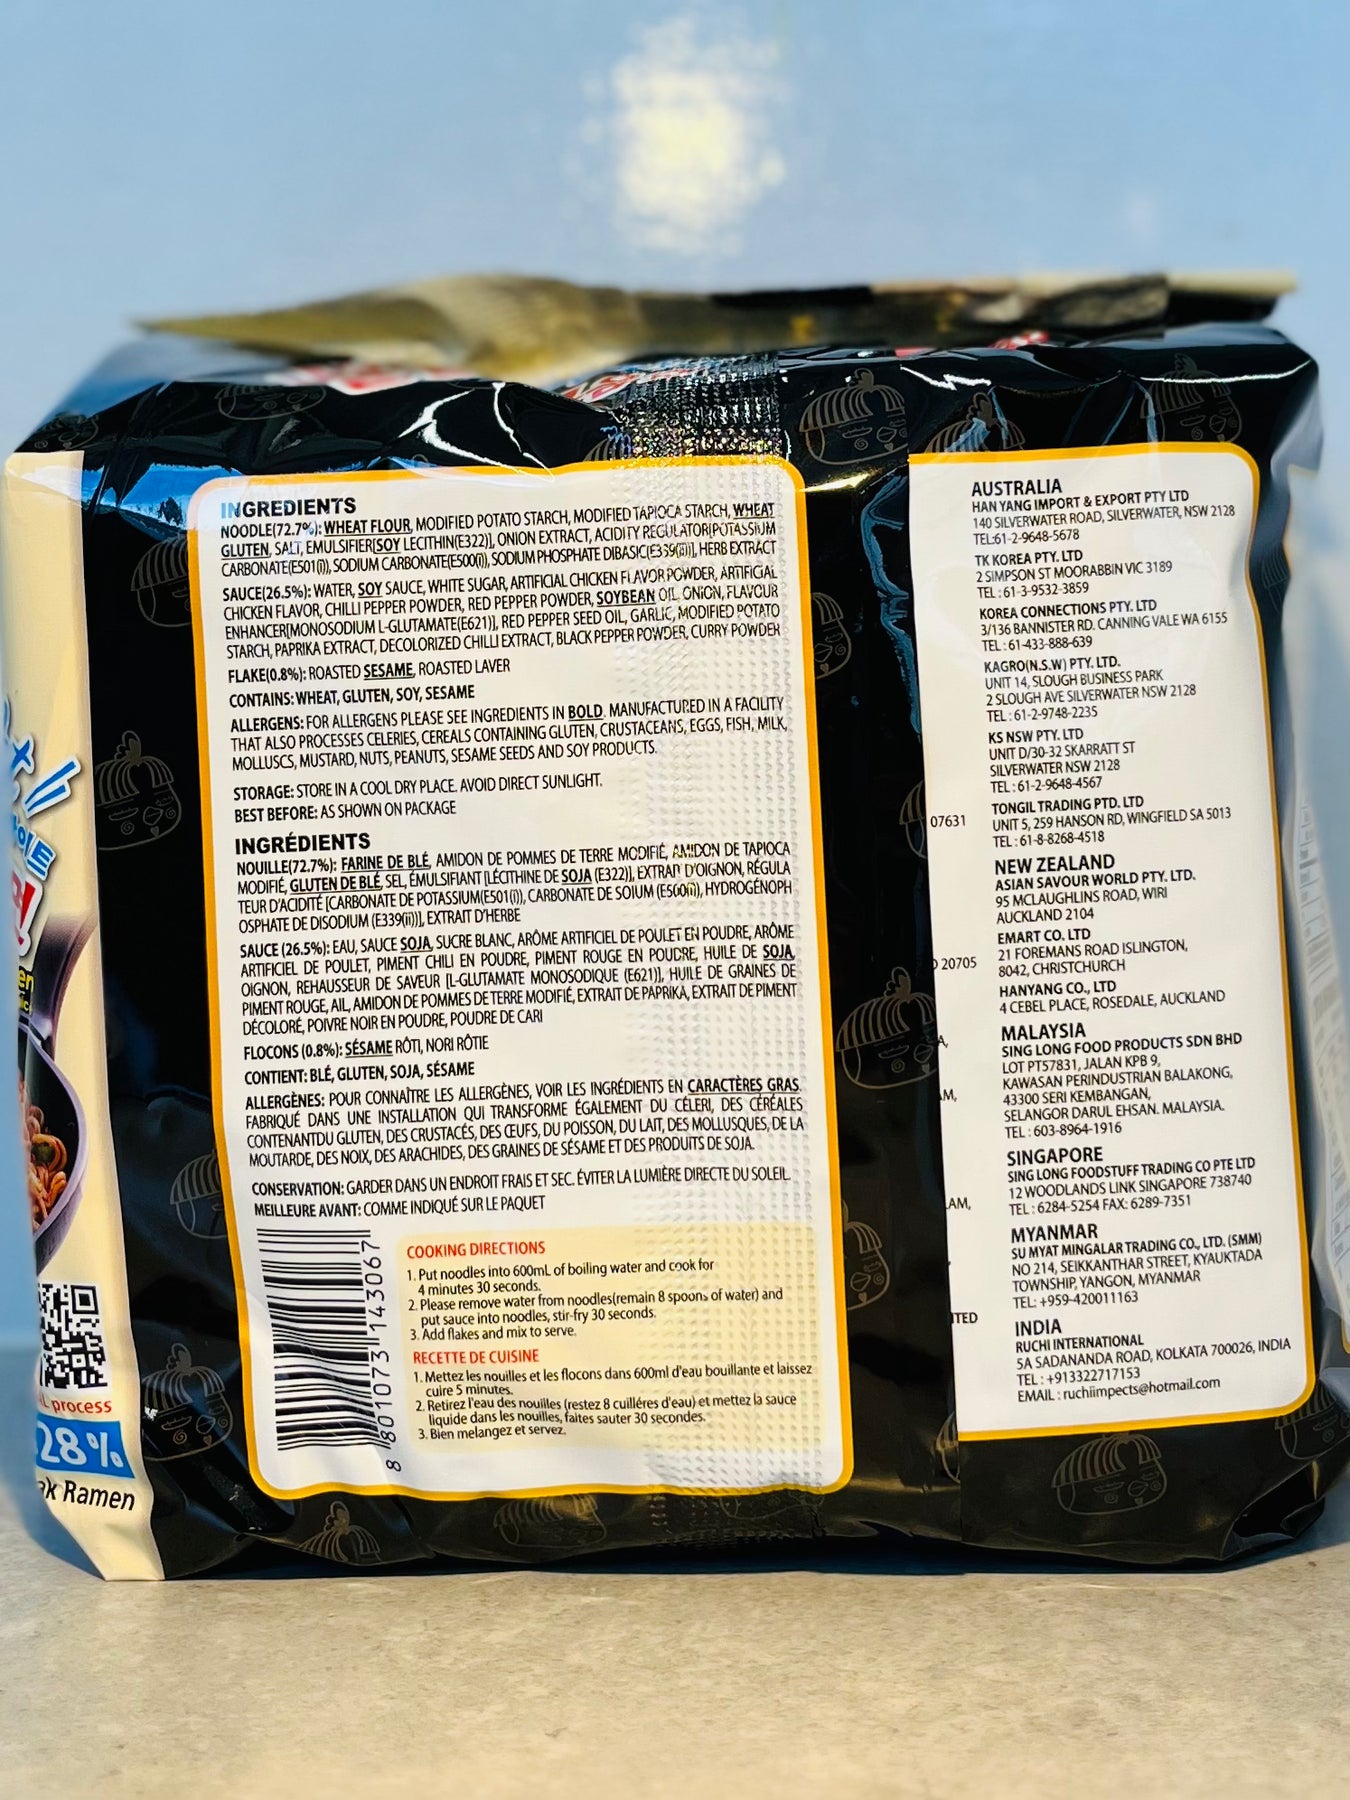 INGREDIENTS
NOODLE(72.7%): WHEAT FLOUR, MODIFIED POTATO STARCH, MODIFIED TAPIOCA STARCH, WHEAT
GLUTEN, SALT, EMULSIFIER[SOY LECITHIN(E322)], ONION EXTRACT, ACIDITY REGULATOR[POTASSIUM
CARBONATE(E501(i)), SODIUM CARBONATE(E500(i)), SODIUM PHOSPHATE DIBASIC(E339(ii))], HERB EXTRACT
SAUCE(26.5%): WATER, SOY SAUCE, WHITE SUGAR, ARTIFICIAL CHICKEN FLAVOR POWDER, ARTIFICIAL
CHICKEN FLAVOR, CHILLI PEPPER POWDER, RED PEPPER POWDER, SOYBEAN OIL, ONION, FLAVOUR
ENHANCER[MONOSODIUM L-GLUTAMATE(E621)], RED PEPPER SEED OIL, GARLIC, MODIFIED POTATO
STARCH, PAPRIKA EXTRACT, DECOLORIZED CHILLI EXTRACT, BLACK PEPPER POWDER, CURRY POWDER
FLAKE(0.8%): ROASTED SESAME, ROASTED LAVER
CONTAINS: WHEAT, GLUTEN, SOY, SESAME
ALLERGENS: FOR ALLERGENS PLEASE SEE INGREDIENTS IN BOLD. MANUFACTURED IN A FACILITY
THAT ALSO PROCESSES CELERIES, CEREALS CONTAINING GLUTEN, CRUSTACEANS, EGGS, FISH, MILK,
MOLLUSCS, MUSTARD, NUTS, PEANUTS, SESAME SEEDS AND SOY PRODUCTS.
STORAGE: STORE IN A COOL DRY PLACE. AVOID DIRECT SUNLIGHT.
BEST BEFORE: AS SHOWN ON PACKAGE
INGRÉDIENTS
NOUILLE(72.7%): FARINE DE BLÉ, AMIDON DE POMMES DE TERRE MODIFIÉ, AMIDON DE TAPIOCA
MODIFIÉ, GLUTEN DE BLÉ, SEL, ÉMULSIFIANT [LÉCITHINE DE SOJA (E322)], EXTRAIT D'OIGNON, RÉGULA
TEUR D'ACIDITÉ [CARBONATE DE POTASSIUM(E501(i)), CARBONATE DE SOIUM (E500(i)), HYDROGÉNOPH
OSPHATE DE DISODIUM (E339(ii))], EXTRAIT D'HERBE
SAUCE (26.5%): EAU, SAUCE SOJA, SUCRE BLANC, ARÔME ARTIFICIEL DE POULET EN POUDRE, ARÔME
ARTIFICIEL DE POULET, PIMENT CHILI EN POUDRE, PIMENT ROUGE EN POUDRE, HUILE DE SOJA,
OIGNON, REHAUSSEUR DE SAVEUR [L-GLUTAMATE MONOSODIQUE (E621)], HUILE DE GRAINES DE
PIMENT ROUGE, AIL, AMIDON DE POMMES DE TERRE MODIFIÉ, EXTRAIT DE PAPRIKA, EXTRAIT DE PIMENT
DÉCOLORÉ, POIVRE NOIR EN POUDRE, POUDRE DE CARI
FLOCONS (0.8%): SÉSAME RÔTI, NORI RÔTIE
CONTIENT: BLÉ, GLUTEN, SOJA, SÉSAME
ALLERGÈNES: POUR CONNAÎTRE LES ALLERGÈNES, VOIR LES INGRÉDIENTS EN CARACTÈRES GRAS.
FABRIQUÉ DANS UNE INSTALLATION QUI TRANSFORME ÉGALEMENT DU CÉLERI, DES CÉRÉALES
CONTENANTDU GLUTEN, DES CRUSTACÉS, DES ŒUFS, DU POISSON, DU LAIT, DES MOLLUSQUES, DE LA
MOUTARDE, DES NOIX, DES ARACHIDES, DES GRAINES DE SÉSAME ET DES PRODUITS DE SOJA.
CONSERVATION: GARDER DANS UN ENDROIT FRAIS ET SEC. ÉVITER LA LUMIÈRE DIRECTE DU SOLEIL.
MEILLEURE AVANT: COMME INDIQUÉ SUR LE PAQUET
8 801073 143067
COOKING DIRECTIONS
1. Put noodles into 600mL of boiling water and cook for
4 minutes 30 seconds.
2. Please remove water from noodles(remain 8 spoons of water) and
put sauce into noodles, stir-fry 30 seconds.
3. Add flakes and mix to serve.
RECETTE DE CUISINE
1. Mettez les nouilles et les flocons dans 600ml d'eau bouillante et laissez
cuire 5 minutes.
2. Retirez l'eau des nouilles (restez 8 cuilléres d'eau) et mettez la sauce
liquide dans les nouilles, faites sauter 30 secondes.
3. Bien melangez et servez.
process
28%
ak Ramen
07631
20705
A,
AM,
AM,
ITED
AUSTRALIA
HAN YANG IMPORT & EXPORT PTY LTD
140 SILVERWATER ROAD, SILVERWATER, NSW 2128
TEL:61-2-9648-5678
TK KOREA PTY. LTD
2 SIMPSON ST MOORABBIN VIC 3189
TEL : 61-3-9532-3859
KOREA CONNECTIONS PTY. LTD
3/136 BANNISTER RD. CANNING VALE WA 6155
TEL : 61-433-888-639
KAGRO(N.S.W) PTY. LTD.
UNIT 14, SLOUGH BUSINESS PARK
2 SLOUGH AVE SILVERWATER NSW 2128
TEL : 61-2-9748-2235
KS NSW PTY. LTD
UNIT D/30-32 SKARRATT ST
SILVERWATER NSW 2128
TEL : 61-2-9648-4567
TONGIL TRADING PTD. LTD
UNIT 5, 259 HANSON RD, WINGFIELD SA 5013
TEL : 61-8-8268-4518
NEW ZEALAND
ASIAN SAVOUR WORLD PTY. LTD.
95 MCLAUGHLINS ROAD, WIRI
AUCKLAND 2104
EMART CO. LTD
21 FOREMANS ROAD ISLINGTON,
8042, CHRISTCHURCH
HANYANG CO., LTD
4 CEBEL PLACE, ROSEDALE, AUCKLAND
MALAYSIA
SING LONG FOOD PRODUCTS SDN BHD
LOT PT57831, JALAN KPB 9,
KAWASAN PERINDUSTRIAN BALAKONG,
43300 SERI KEMBANGAN,
SELANGOR DARUL EHSAN. MALAYSIA.
TEL : 603-8964-1916
SINGAPORE
SING LONG FOODSTUFF TRADING CO PTE LTD
12 WOODLANDS LINK SINGAPORE 738740
TEL : 6284-5254 FAX: 6289-7351
MYANMAR
SU MYAT MINGALAR TRADING CO., LTD. (SMM)
NO 214, SEIKKANTHAR STREET, KYAUKTADA
TOWNSHIP, YANGON, MYANMAR
TEL: +959-420011163
INDIA
RUCHI INTERNATIONAL
5A SADANANDA ROAD, KOLKATA 700026, INDIA
TEL : +913322717153
EMAIL : ruchiimpects@hotmail.com